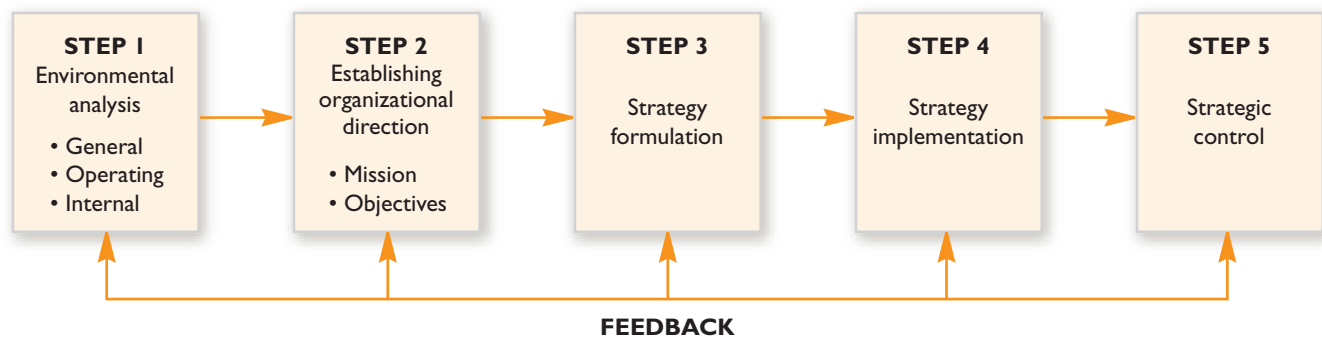 STEP 1
Environmental
analysis
• General
• Operating
• Internal
STEP 2
Establishing
organizational
direction
• Mission
• Objectives
STEP 3
Strategy
formulation
STEP 4
Strategy
implementation
STEP 5
Strategic
control
FEEDBACK